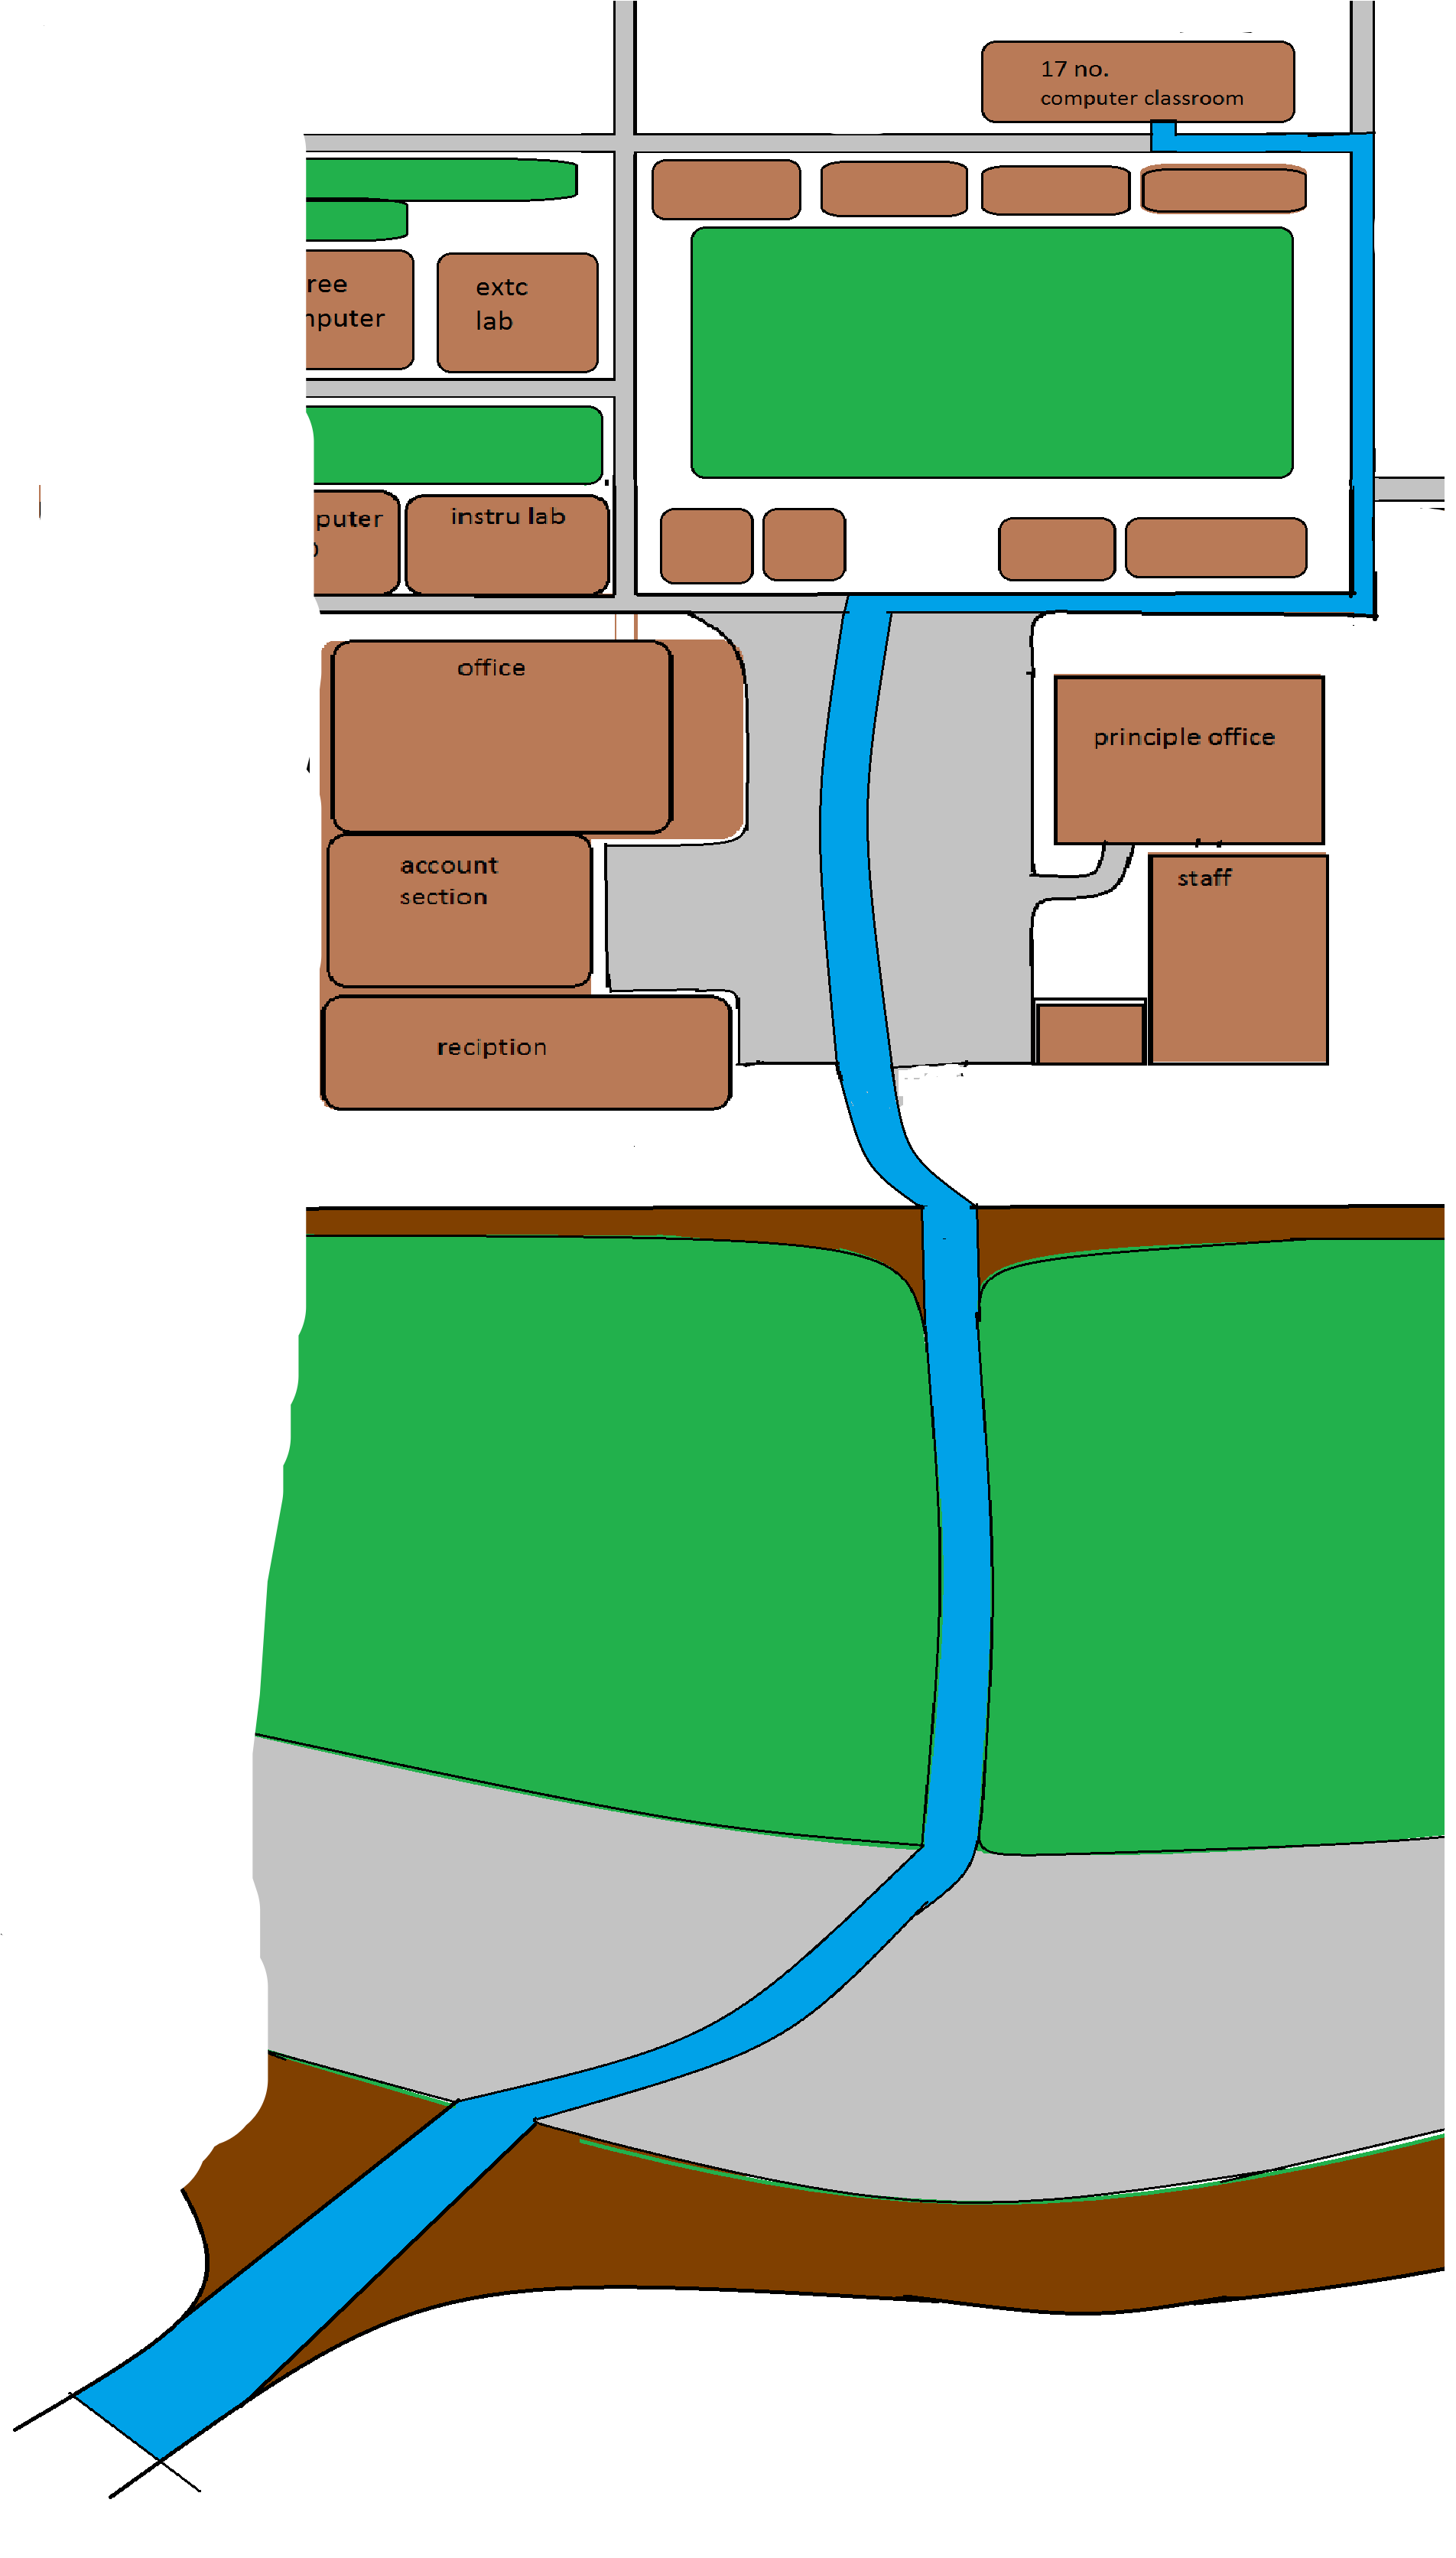 17 no.
computer classroom
ree
nputer
extc
lab
puter
instru lab
office
principle office
account
section
staff
reciption